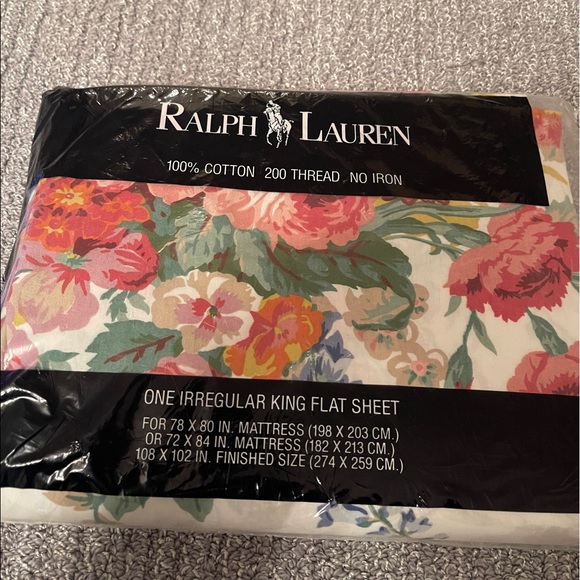 RALPH LAUREN
100% COTTON 200 THREAD NO IRON
ONE IRREGULAR KING FLAT SHEET
FOR 78 X 80 IN. MATTRESS (198 X 203 CM.)
OR 72 X 84 IN. MATTRESS (182 X 213 CM.)
108 X 102 IN. FINISHED SIZE (274 X 259 CM.)